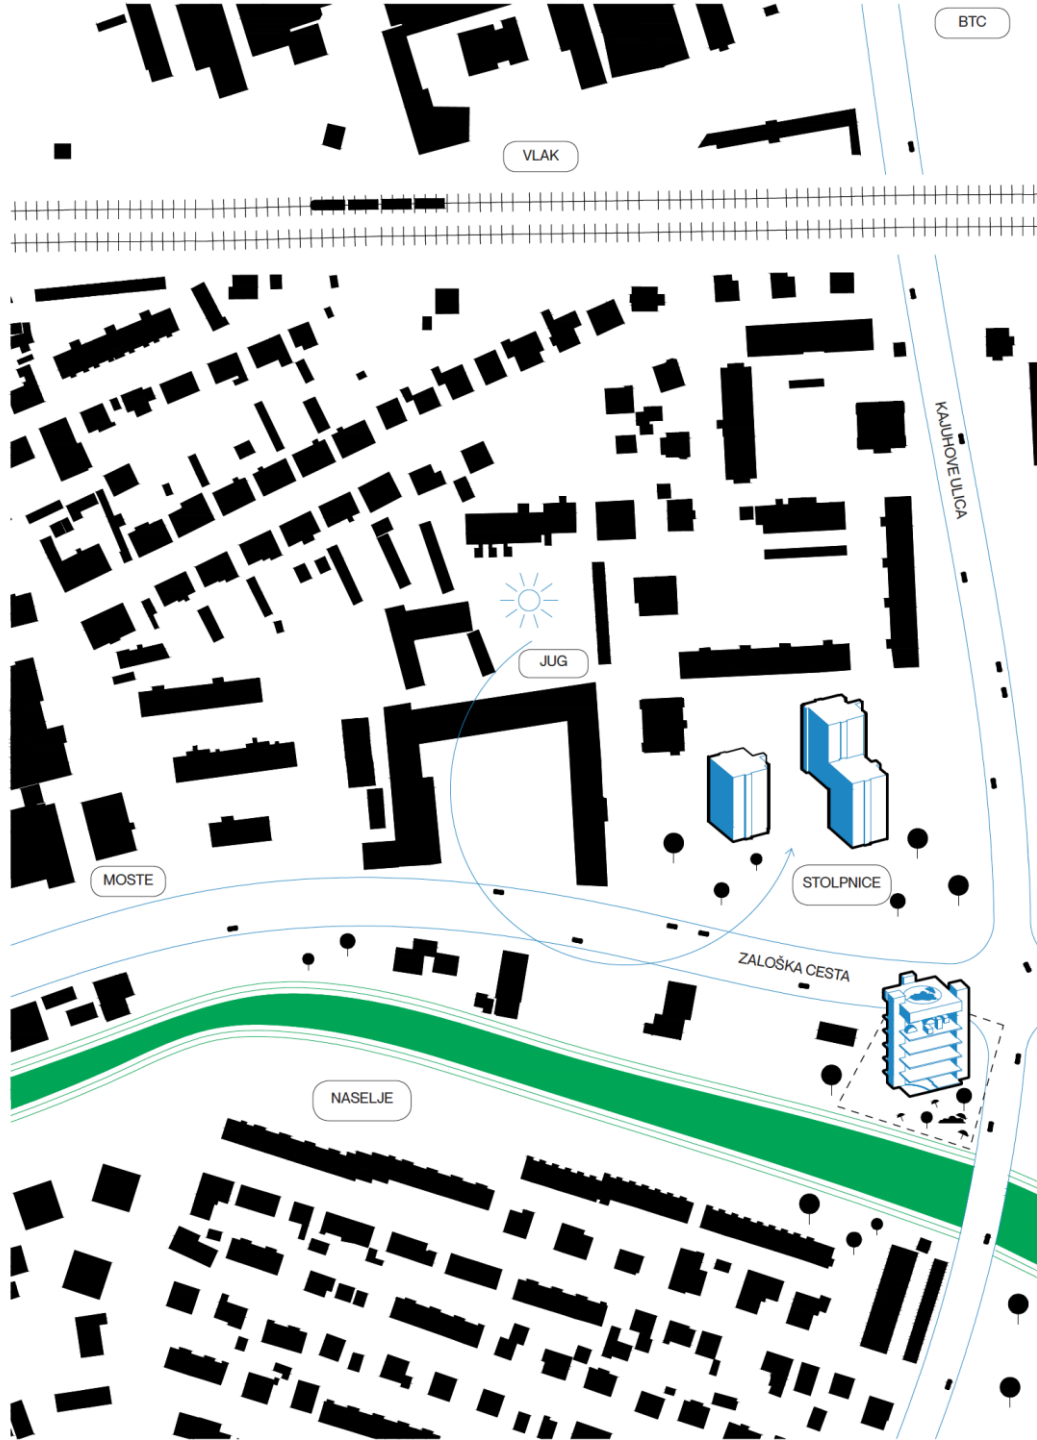 BTC
VLAK
KAJUHOVE ULICA
JUG
MOSTE
STOLPNICE
ZALOŠKA CESTA
NASELJE